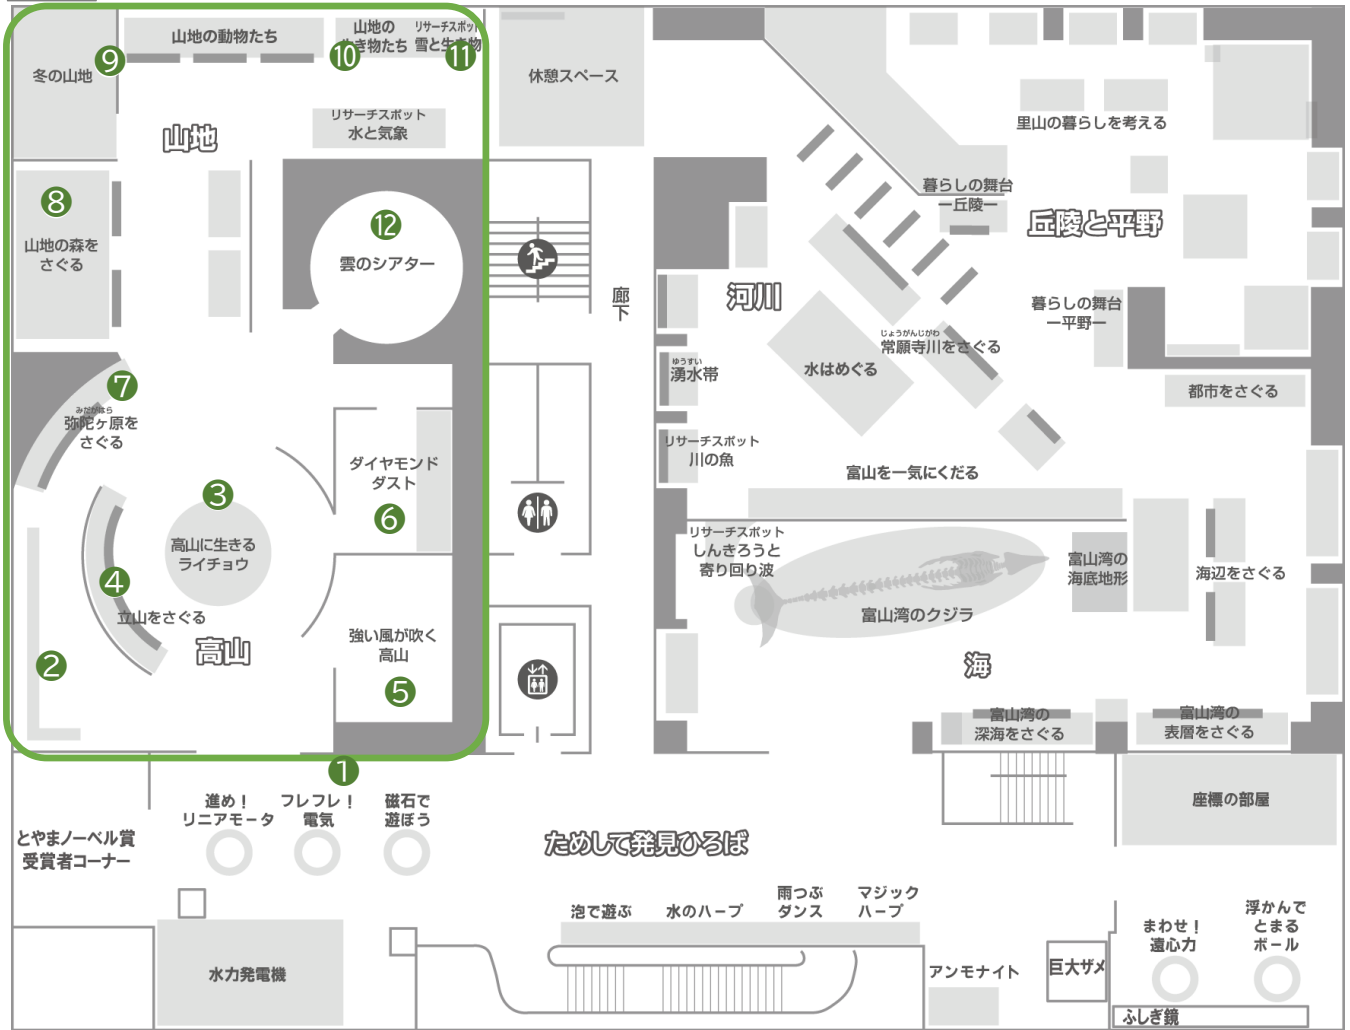 山地の動物たち
山地の
生き物たち
リサーチスポット
雪と生き物
⑨
⑩
⑪
冬の山地
山地
リサーチスポット
水と気象
⑧
山地の森を
さぐる
⑫
雲のシアター
⑦
みだがはら
弥陀ヶ原を
さぐる
③
高山に生きる
ライチョウ
ダイヤモンド
ダスト
⑥
④
立山をさぐる
高山
②
強い風が吹く
高山
⑤
①
休憩スペース
廊下
里山の暮らしを考える
暮らしの舞台
ー丘陵ー
丘陵と平野
河川
暮らしの舞台
ー平野ー
じょうがんじがわ
常願寺川をさぐる
水はめぐる
ゆうすい
湧水帯
都市をさぐる
リサーチスポット
川の魚
富山を一気にくだる
リサーチスポット
しんきろうと
寄り回り波
富山湾のクジラ
富山湾の
海底地形
海辺をさぐる
海
富山湾の
深海をさぐる
富山湾の
表層をさぐる
座標の部屋
とやまノーベル賞
受賞者コーナー
進め！
リニアモータ
フレフレ！
電気
磁石で
遊ぼう
ためして発見ひろば
水力発電機
泡で遊ぶ
水のハープ
雨つぶ
ダンス
マジック
ハープ
アンモナイト
巨大ザメ
まわせ！
遠心力
浮かんで
とまる
ボール
ふしぎ鏡